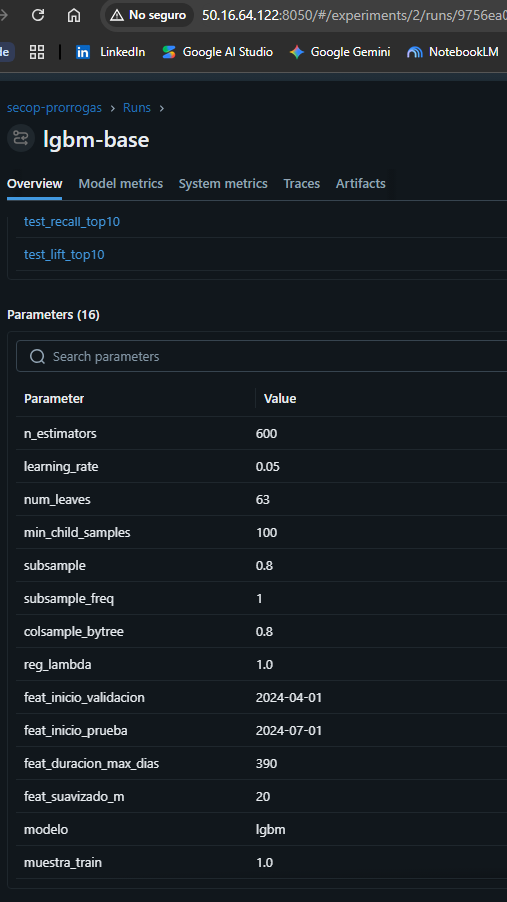 No seguro 50.16.64.122:8050/#/experiments/2/runs/9756ea0
le LinkedIn Google AI Studio Google Gemini NotebookLM
secop-prorrogas > Runs >
lgbm-base
Overview Model metrics System metrics Traces Artifacts
test_recall_top10
test_lift_top10
Parameters (16)
Search parameters
Parameter Value
n_estimators 600
learning_rate 0.05
num_leaves 63
min_child_samples 100
subsample 0.8
subsample_freq 1
colsample_bytree 0.8
reg_lambda 1.0
feat_inicio_validacion 2024-04-01
feat_inicio_prueba 2024-07-01
feat_duracion_max_dias 390
feat_suavizado_m 20
modelo lgbm
muestra_train 1.0